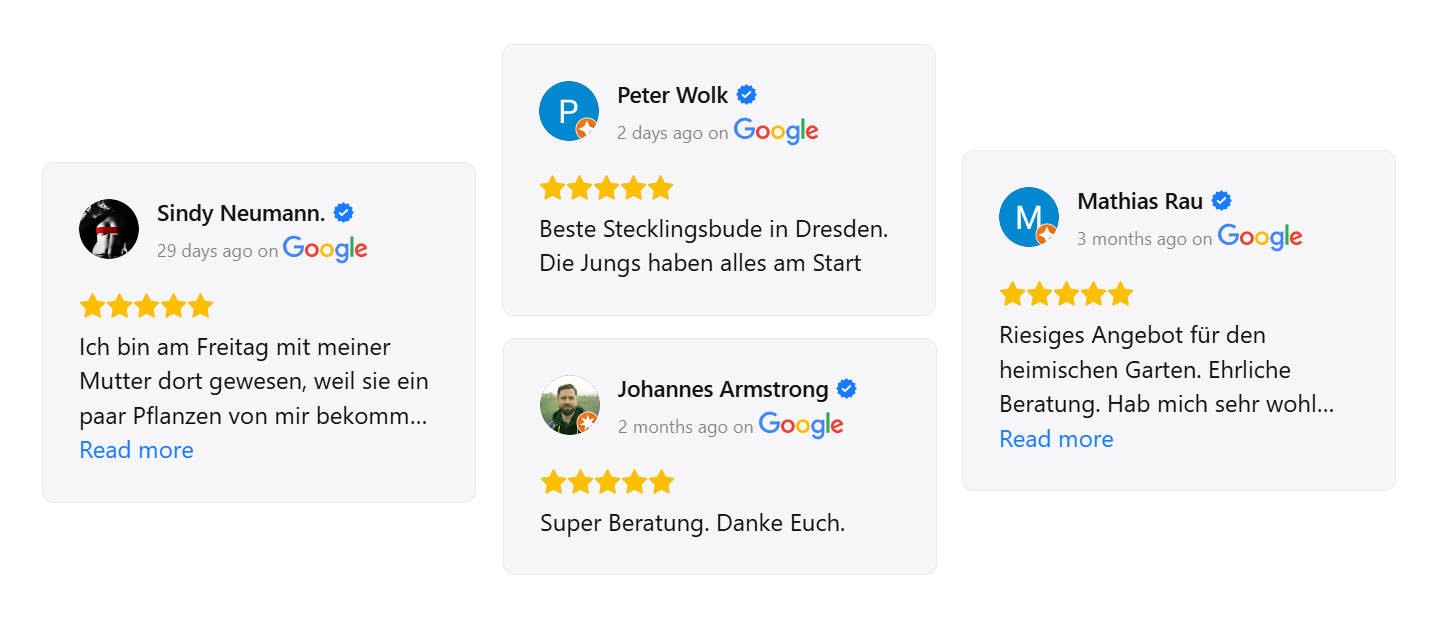 Sindy Neumann.
29 days ago on Google
Ich bin am Freitag mit meiner
Mutter dort gewesen, weil sie ein
paar Pflanzen von mir bekomm...
Read more
P
Peter Wolk
2 days ago on Google
Beste Stecklingsbude in Dresden.
Die Jungs haben alles am Start
Johannes Armstrong
2 months ago on Google
Super Beratung. Danke Euch.
M
Mathias Rau
3 months ago on Google
Riesiges Angebot für den
heimischen Garten. Ehrliche
Beratung. Hab mich sehr wohl...
Read more